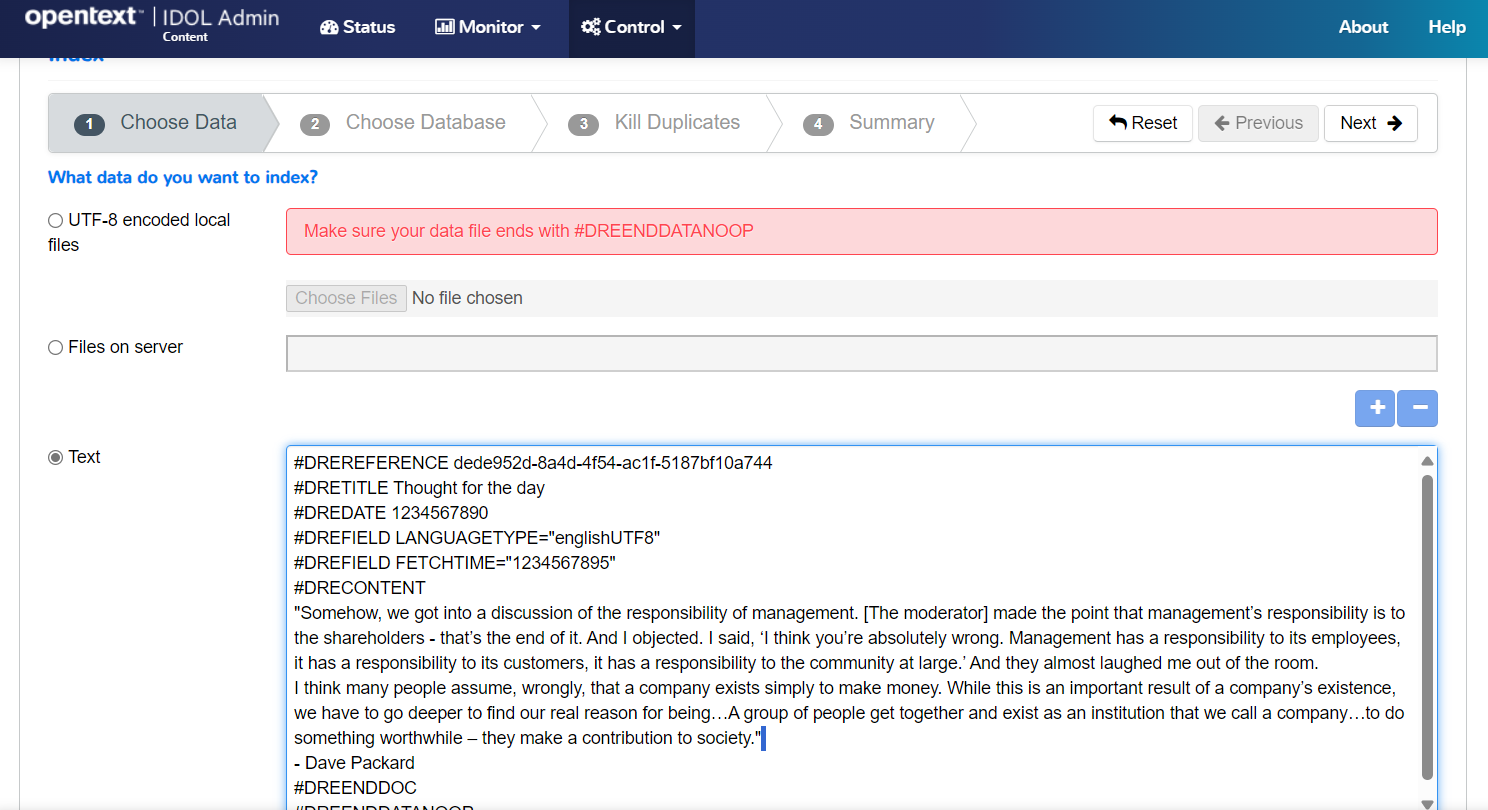 opentext™ | IDOL Admin
Content
Status
Monitor
Control
About
Help
Index
1 Choose Data
2 Choose Database
3 Kill Duplicates
4 Summary
Reset
Previous
Next
What data do you want to index?
UTF-8 encoded local
files
Make sure your data file ends with #DREENDDATANOOP
Choose Files No file chosen
Files on server
+ −
Text
#DREREFERENCE dede952d-8a4d-4f54-ac1f-5187bf10a744
#DRETITLE Thought for the day
#DREDATE 1234567890
#DREFIELD LANGUAGETYPE="englishUTF8"
#DREFIELD FETCHTIME="1234567895"
#DRECONTENT
"Somehow, we got into a discussion of the responsibility of management. [The moderator] made the point that management’s responsibility is to
the shareholders - that’s the end of it. And I objected. I said, ‘I think you’re absolutely wrong. Management has a responsibility to its employees,
it has a responsibility to its customers, it has a responsibility to the community at large.’ And they almost laughed me out of the room.
I think many people assume, wrongly, that a company exists simply to make money. While this is an important result of a company’s existence,
we have to go deeper to find our real reason for being…A group of people get together and exist as an institution that we call a company…to do
something worthwhile – they make a contribution to society."
- Dave Packard
#DREENDDOC
#DREENDDATANOOP